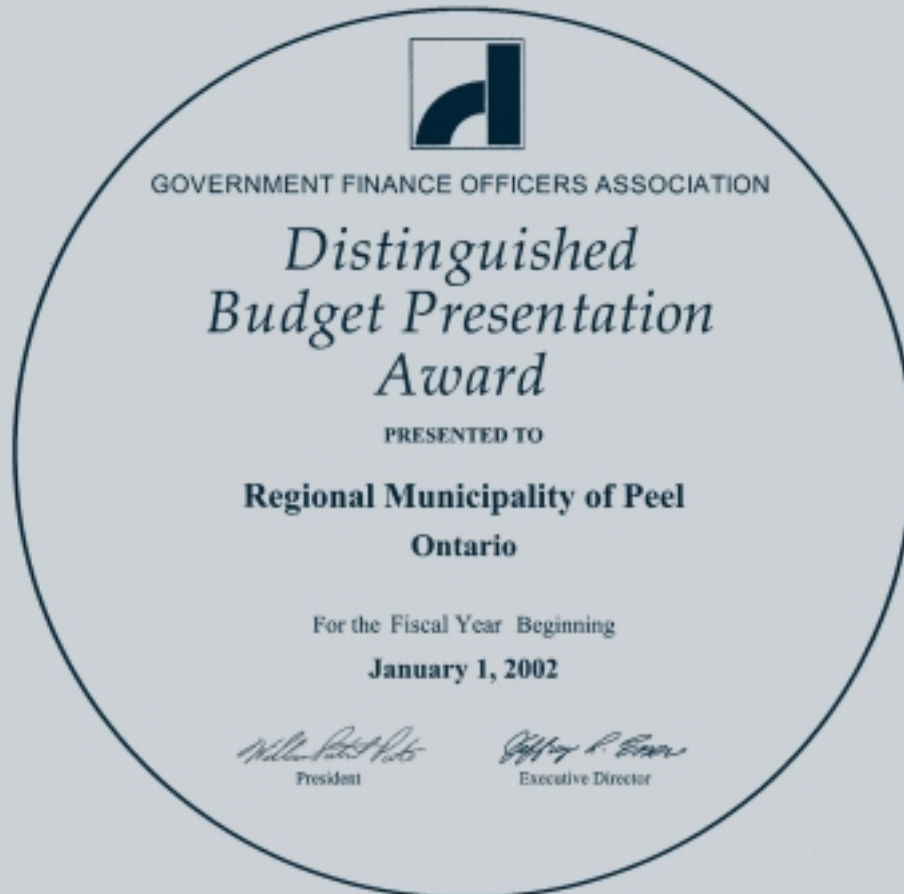 GOVERNMENT FINANCE OFFICERS ASSOCIATION
Distinguished
Budget Presentation
Award
PRESENTED TO
Regional Municipality of Peel
Ontario
For the Fiscal Year Beginning
January 1, 2002
President
Executive Director